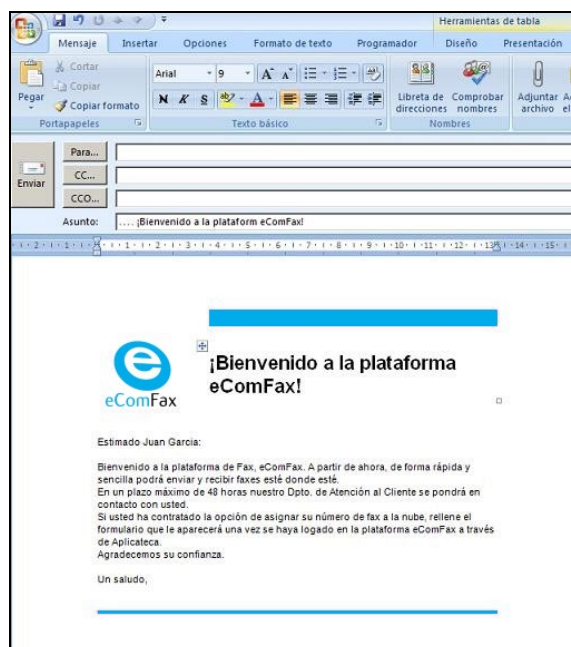 Herramientas de tabla
Mensaje Insertar Opciones Formato de texto Programador Diseño Presentación
Cortar
Copiar
Pegar
Copiar formato
Portapapeles
Arial 9
N K S
Texto básico
Libreta de direcciones
Comprobar nombres
Nombres
Adjuntar archivo
Enviar
Para...
CC...
CCO...
Asunto: .... ¡Bienvenido a la plataform eComFax!
eComFax
¡Bienvenido a la plataforma
eComFax!
Estimado Juan Garcia:
Bienvenido a la plataforma de Fax, eComFax. A partir de ahora, de forma rápida y
sencilla podrá enviar y recibir faxes esté donde esté.
En un plazo máximo de 48 horas nuestro Dpto. de Atención al Cliente se pondrá en
contacto con usted.
Si usted ha contratado la opción de asignar su número de fax a la nube, rellene el
formulario que le aparecerá una vez se haya logado en la plataforma eComFax a través
de Aplicateca.
Agradecemos su confianza.
Un saludo,